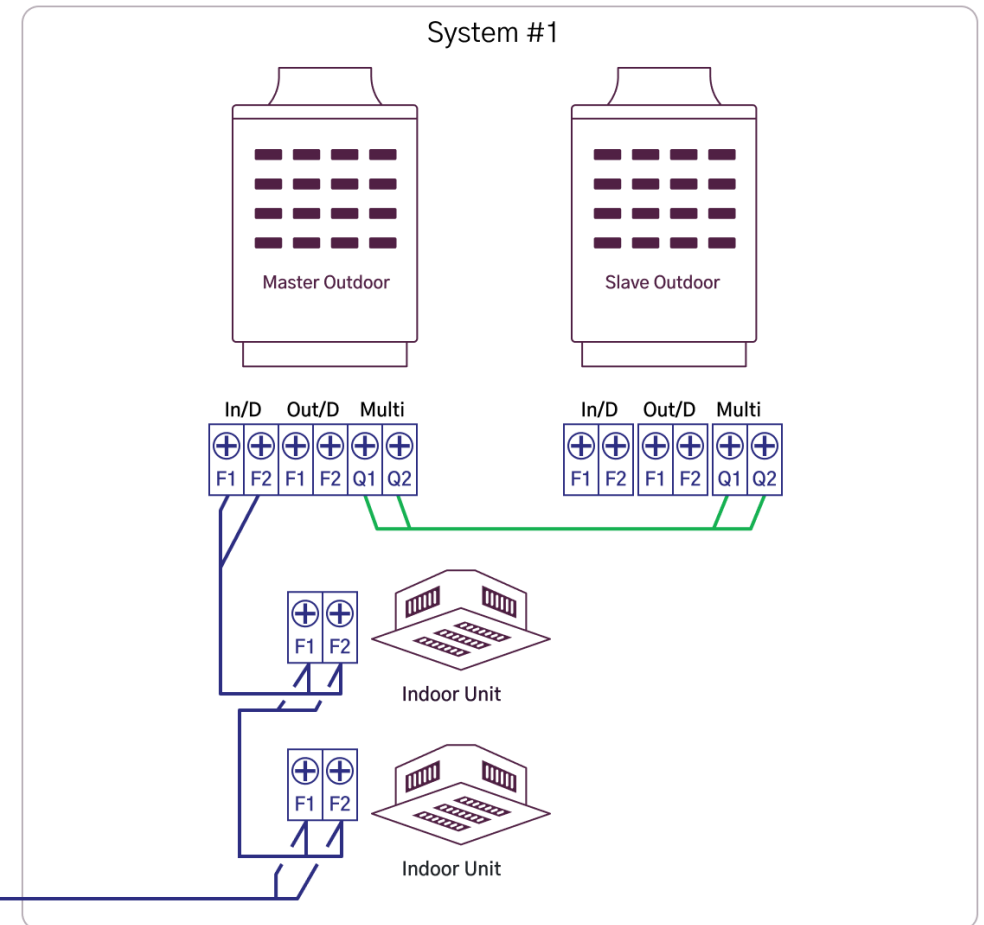 System #1
Master Outdoor
Slave Outdoor
In/D Out/D Multi
In/D Out/D Multi
F1 F2 F1 F2 Q1 Q2
F1 F2 F1 F2 Q1 Q2
F1 F2
Indoor Unit
F1 F2
Indoor Unit